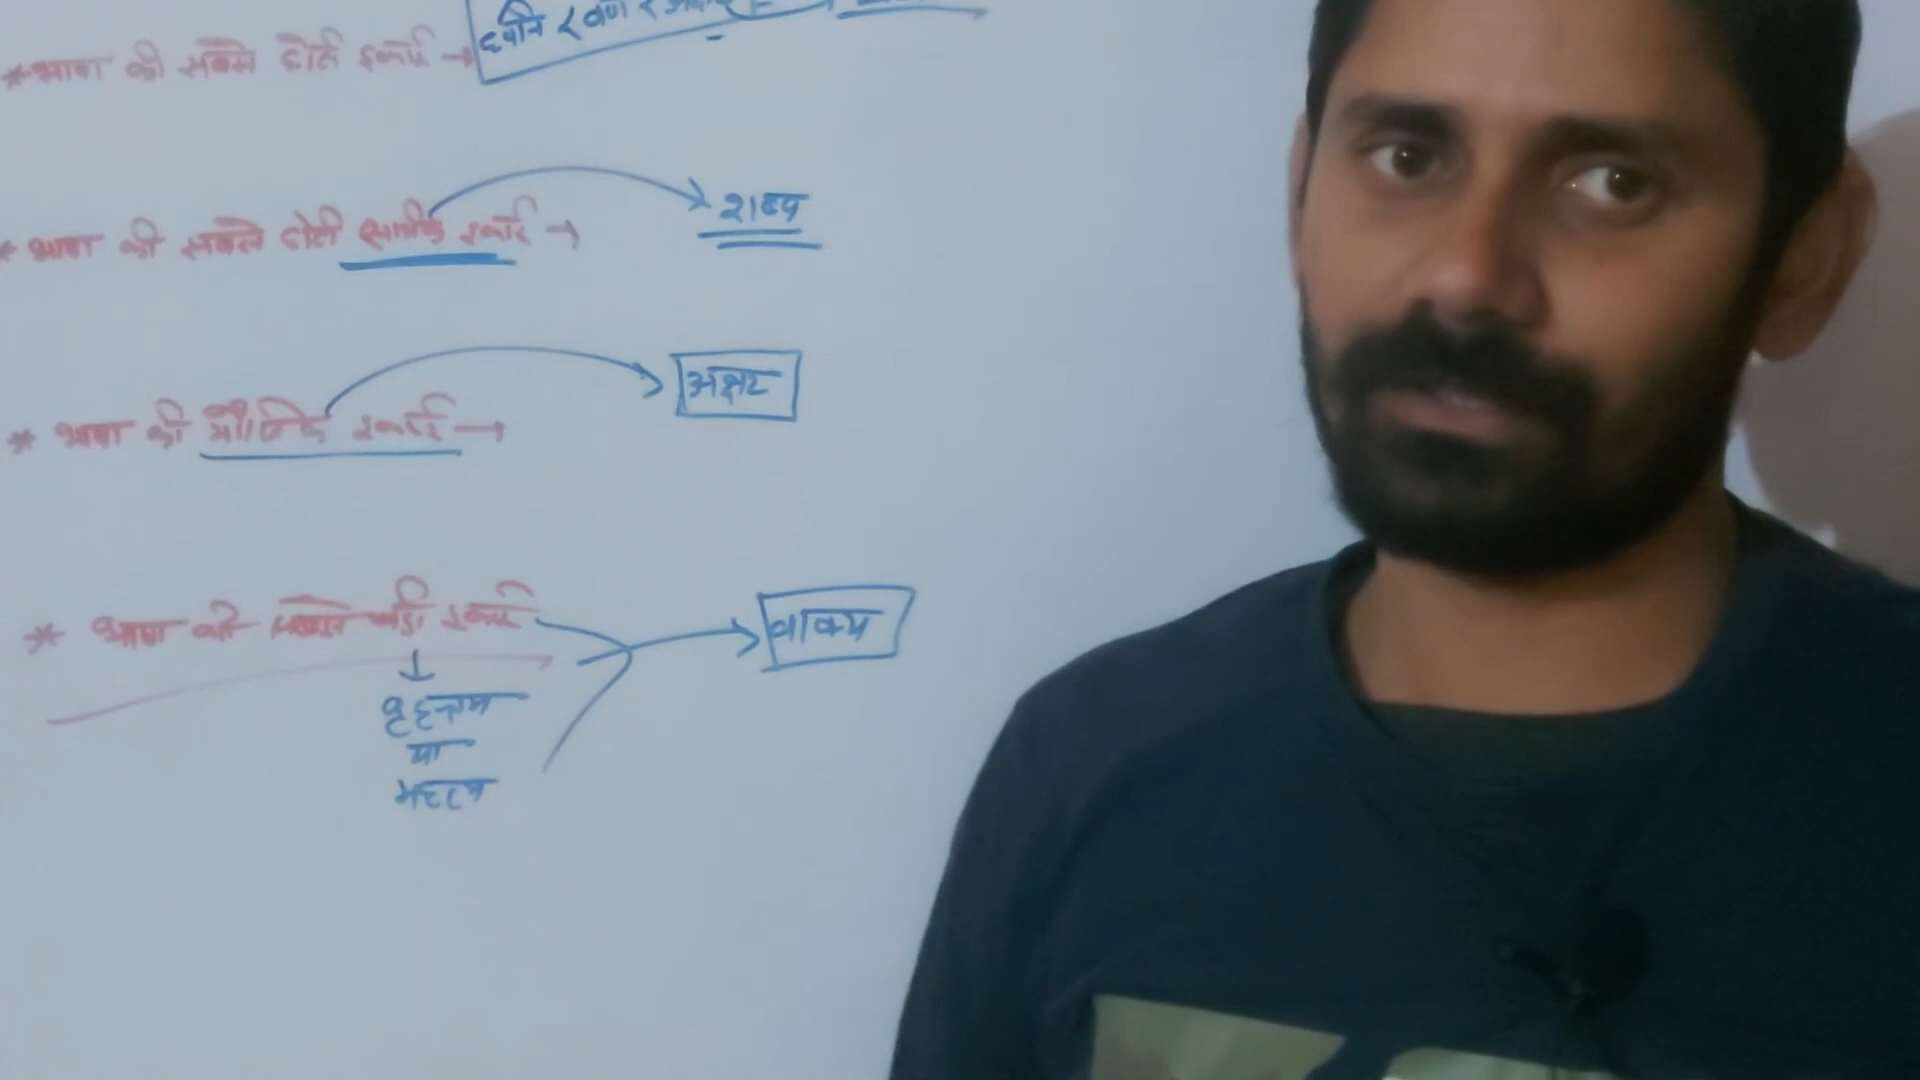 ध्वनि < वर्ण < अक्षर
* भाषा की सबसे छोटी इकाई →
* भाषा की सबसे छोटी सार्थक इकाई → शब्द
* भाषा की मौखिक इकाई → अक्षर
* भाषा की सबसे बड़ी इकाई → वाक्य
↓
बृहत्तम
या
महत्तम